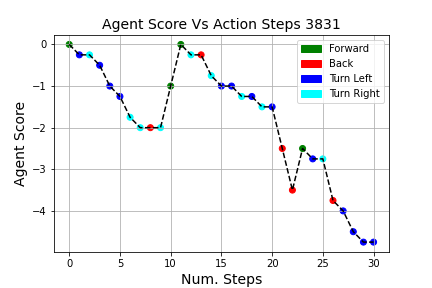 Agent Score Vs Action Steps 3831
Forward
Back
Turn Left
Turn Right
Agent Score
0
−1
−2
−3
−4
0 5 10 15 20 25 30
Num. Steps